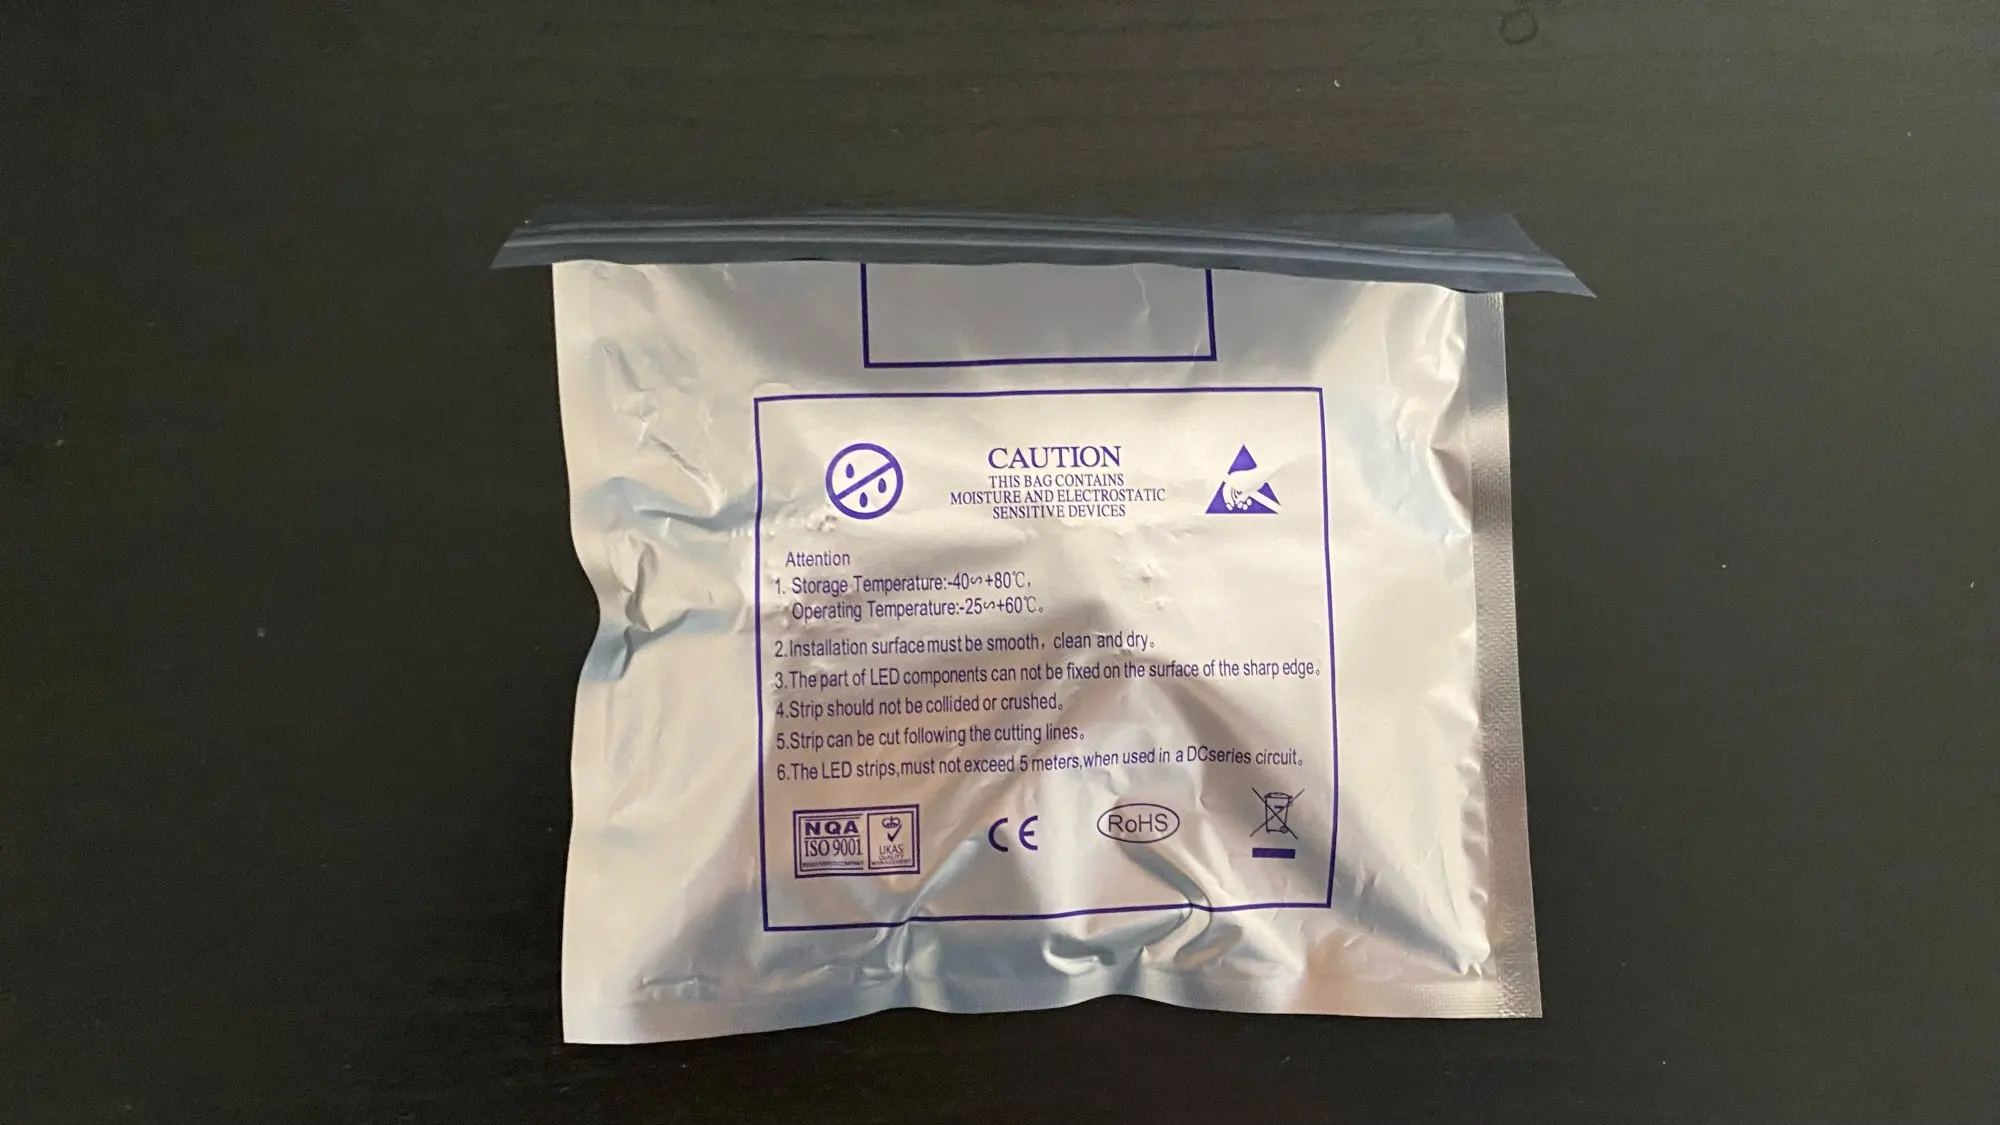 CAUTION
THIS BAG CONTAINS
MOISTURE AND ELECTROSTATIC
SENSITIVE DEVICES
Attention
1. Storage Temperature:-40∽+80℃,
Operating Temperature:-25∽+60℃。
2.Installation surface must be smooth, clean and dry。
3.The part of LED components can not be fixed on the surface of the sharp edge。
4.Strip should not be collided or crushed。
5.Strip can be cut following the cutting lines。
6.The LED strips,must not exceed 5 meters,when used in a DCseries circuit。
NQA
ISO 9001
UKAS
QUALITY
MANAGEMENT
CE
RoHS